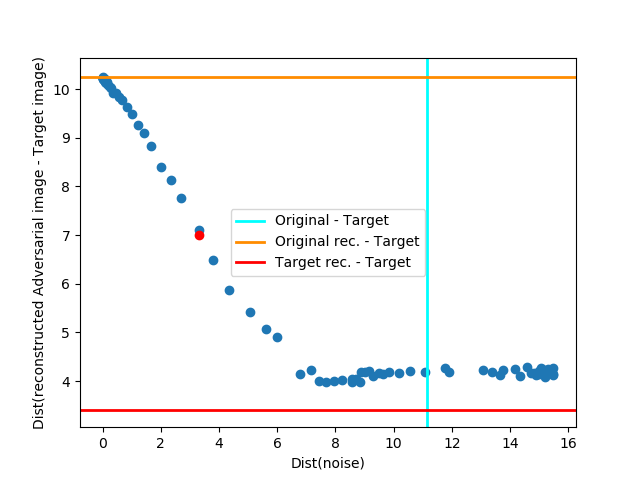 Dist(reconstructed Adversarial image - Target image)
10
9
8
7
6
5
4
Original - Target
Original rec. - Target
Target rec. - Target
0 2 4 6 8 10 12 14 16
Dist(noise)